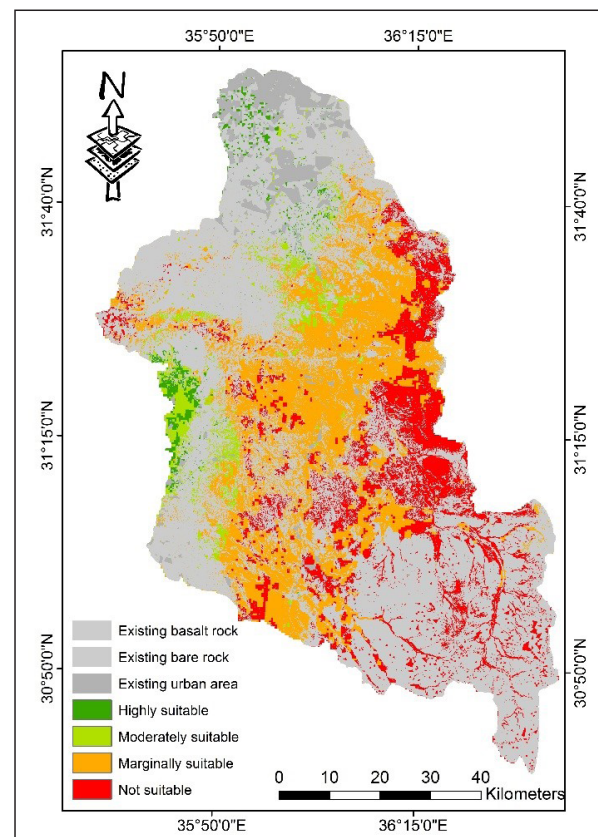 35°50'0"E 36°15'0"E
N
31°40'0"N 31°40'0"N
31°15'0"N 31°15'0"N
30°50'0"N 30°50'0"N
Existing basalt rock
Existing bare rock
Existing urban area
Highly suitable
Moderately suitable
Marginally suitable
Not suitable
0 10 20 30 40
Kilometers
35°50'0"E 36°15'0"E